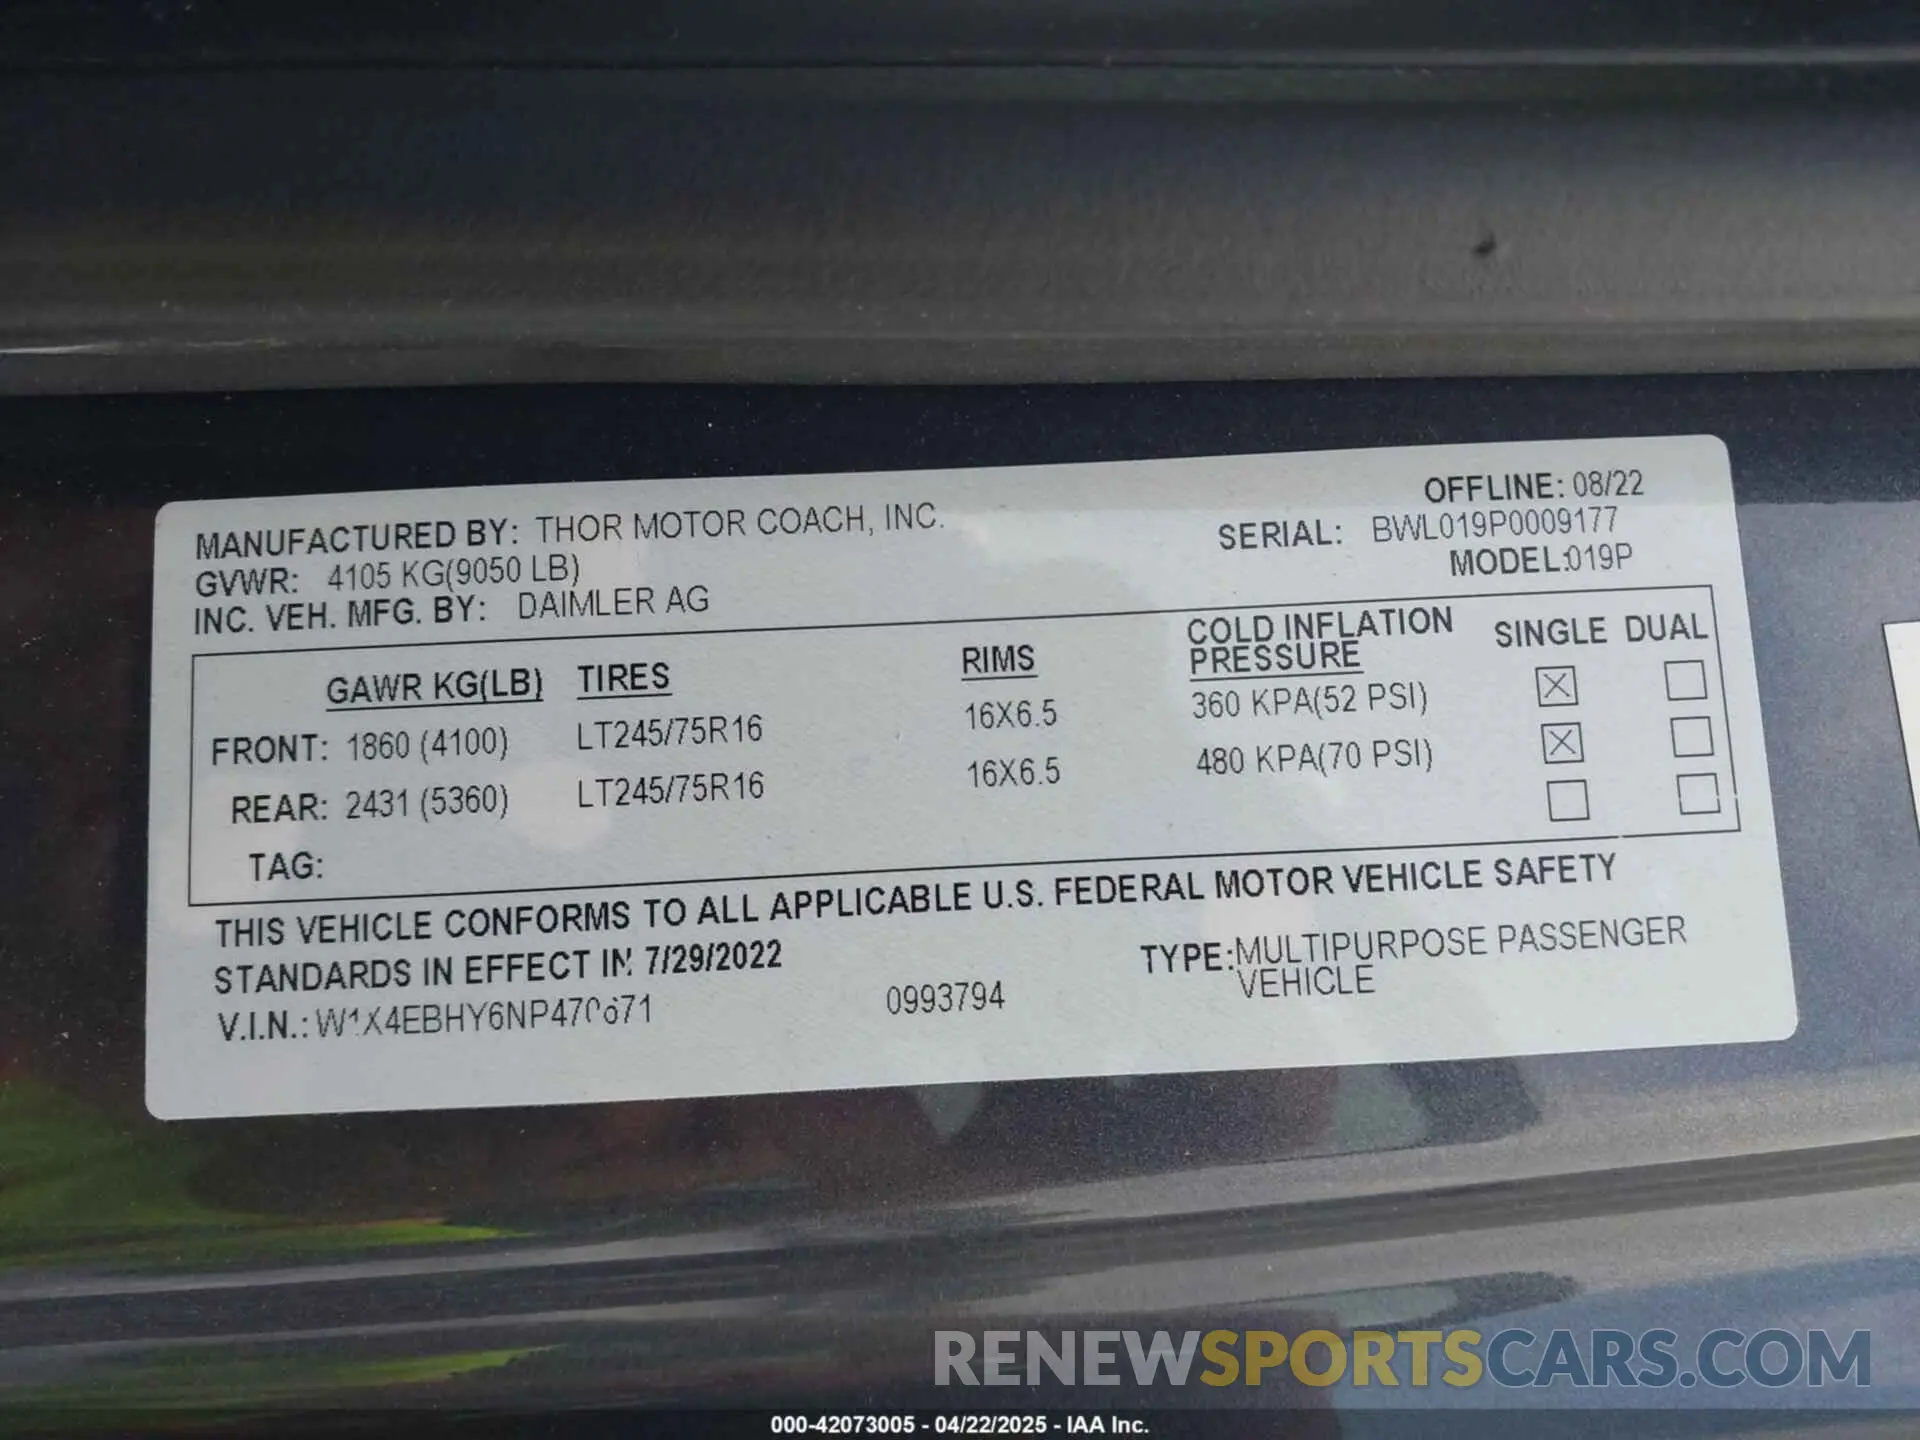 OFFLINE: 08/22
MANUFACTURED BY: THOR MOTOR COACH, INC.
SERIAL: BWL019P0009177
GVWR: 4105 KG(9050 LB)
MODEL:019P
INC. VEH. MFG. BY: DAIMLER AG
GAWR KG(LB) TIRES RIMS COLD INFLATION PRESSURE SINGLE DUAL
FRONT: 1860 (4100) LT245/75R16 16X6.5 360 KPA(52 PSI)
REAR: 2431 (5360) LT245/75R16 16X6.5 480 KPA(70 PSI)
TAG:
THIS VEHICLE CONFORMS TO ALL APPLICABLE U.S. FEDERAL MOTOR VEHICLE SAFETY
STANDARDS IN EFFECT IN 7/29/2022
TYPE:MULTIPURPOSE PASSENGER
VEHICLE
V.I.N.: 0993794
RENEWSPORTSCARS.COM
000-42073005 - 04/22/2025 - IAA Inc.